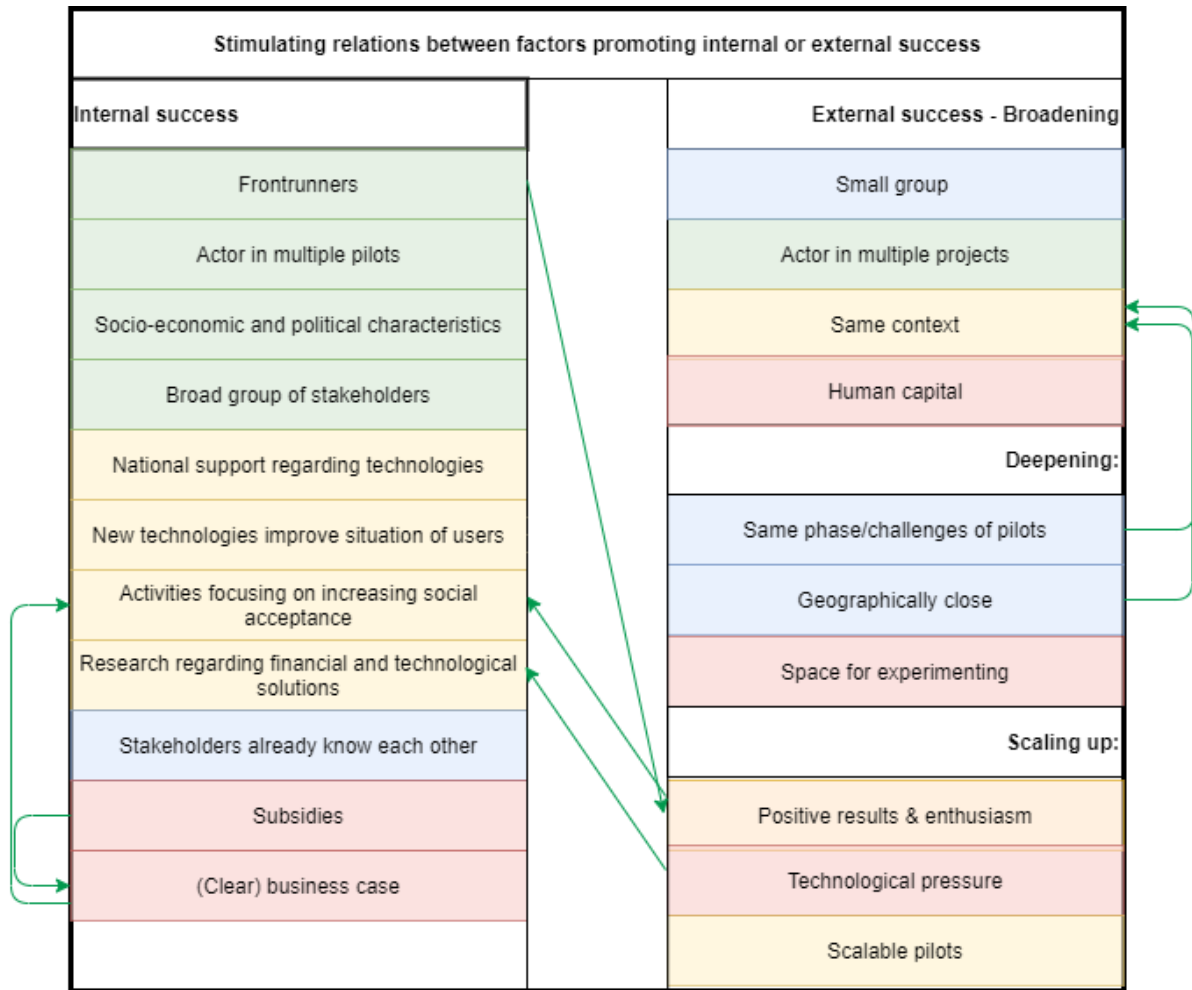 Stimulating relations between factors promoting internal or external success
Internal success
Frontrunners
Actor in multiple pilots
Socio-economic and political characteristics
Broad group of stakeholders
National support regarding technologies
New technologies improve situation of users
Activities focusing on increasing social
acceptance
Research regarding financial and technological
solutions
Stakeholders already know each other
Subsidies
(Clear) business case
External success - Broadening
Small group
Actor in multiple projects
Same context
Human capital
Deepening:
Same phase/challenges of pilots
Geographically close
Space for experimenting
Scaling up:
Positive results & enthusiasm
Technological pressure
Scalable pilots